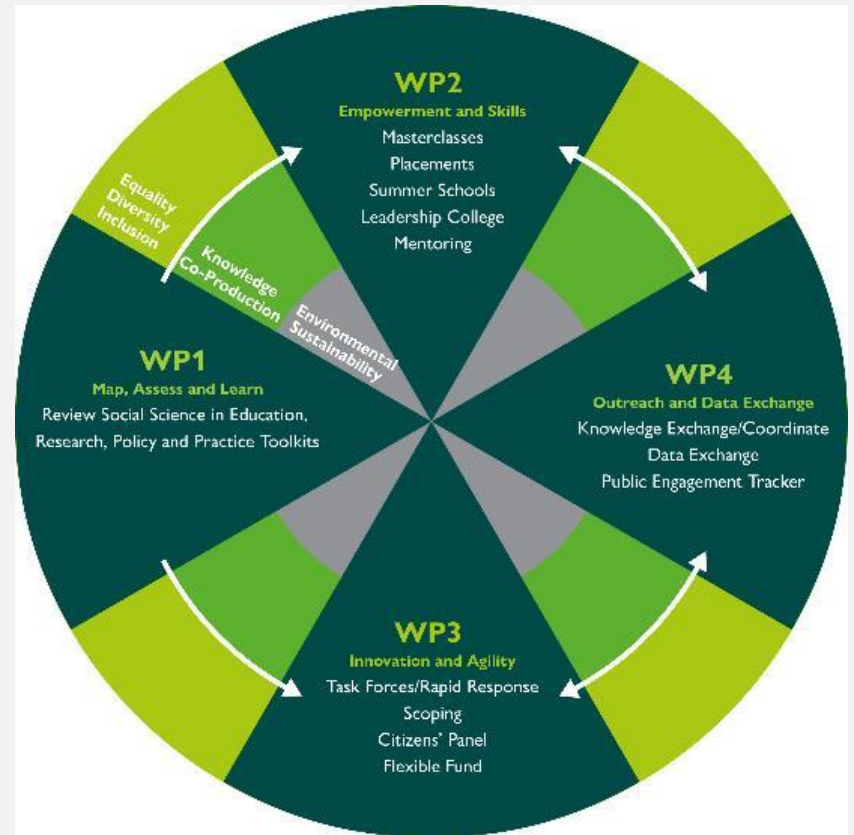 WP2
Empowerment and Skills
Masterclasses
Placements
Summer Schools
Leadership College
Mentoring
Equality
Diversity
Inclusion
Knowledge
Co-Production
Environmental
Sustainability
WP1
Map, Assess and Learn
Review Social Science in Education,
Research, Policy and Practice Toolkits
WP4
Outreach and Data Exchange
Knowledge Exchange/Coordinate
Data Exchange
Public Engagement Tracker
WP3
Innovation and Agility
Task Forces/Rapid Response
Scoping
Citizens' Panel
Flexible Fund